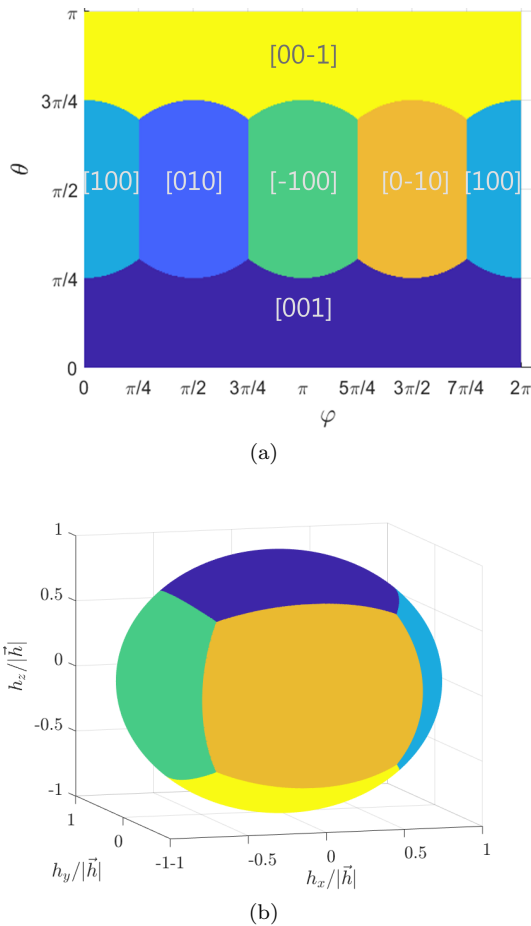 π
3π/4
π/2
π/4
0
θ
[00-1]
[100]
[010]
[-100]
[0-10]
[100]
[001]
0
π/4
π/2
3π/4
π
5π/4
3π/2
7π/4
2π
φ
(a)
1
0.5
0
-0.5
-1
h_z/|h⃗|
1
0
-1
h_y/|h⃗|
-1
-0.5
0
0.5
1
h_x/|h⃗|
(b)